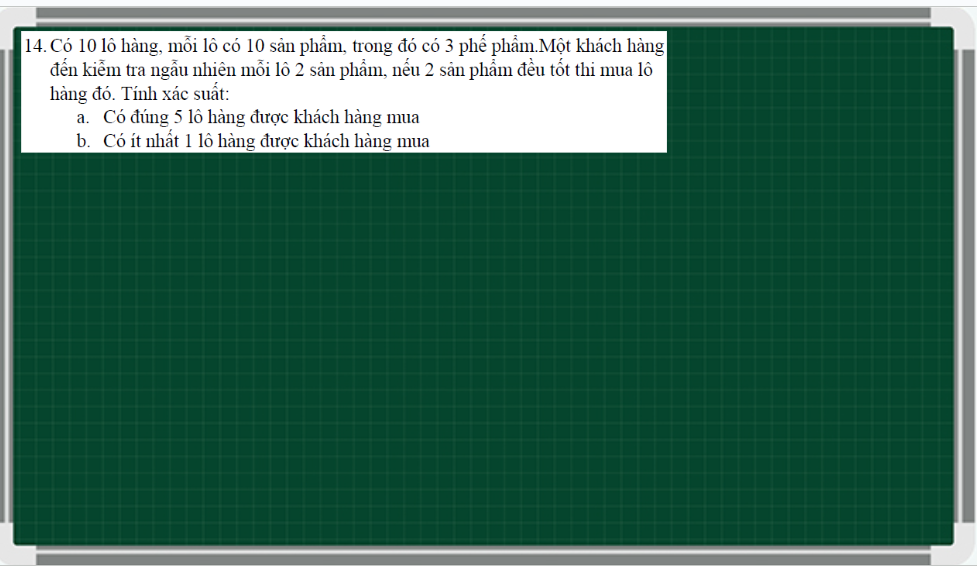 14. Có 10 lô hàng, mỗi lô có 10 sản phẩm, trong đó có 3 phế phẩm.Một khách hàng
đến kiểm tra ngẫu nhiên mỗi lô 2 sản phẩm, nếu 2 sản phẩm đều tốt thì mua lô
hàng đó. Tính xác suất:
a. Có đúng 5 lô hàng được khách hàng mua
b. Có ít nhất 1 lô hàng được khách hàng mua